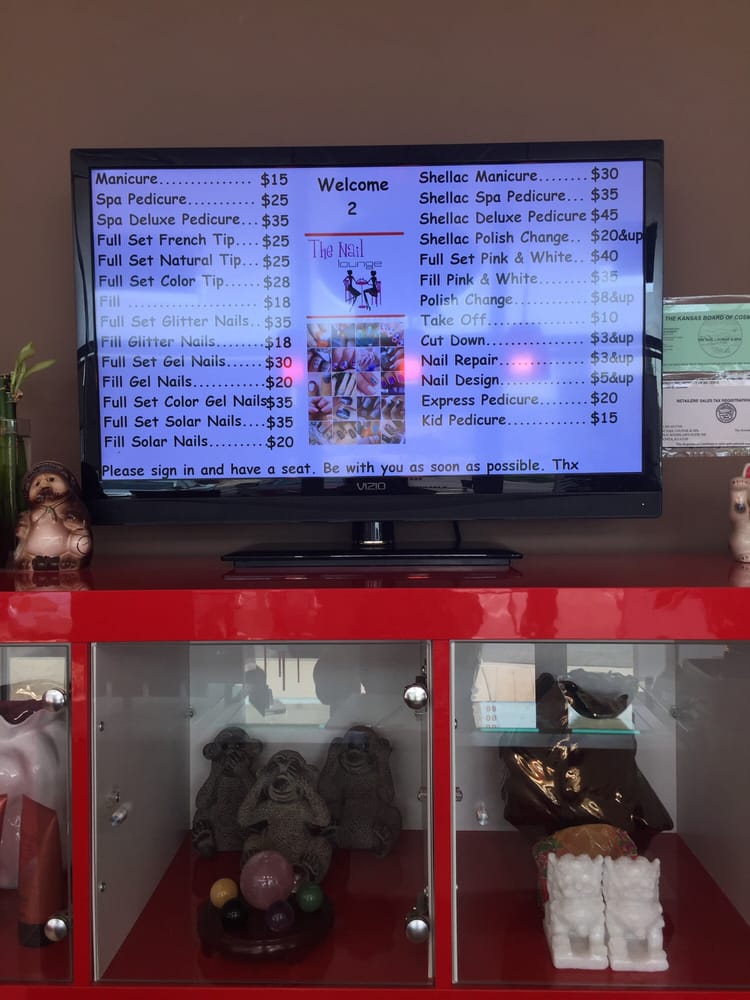 Manicure............... $15
Spa Pedicure............ $25
Spa Deluxe Pedicure... $35
Full Set French Tip.... $25
Full Set Natural Tip... $25
Full Set Color Tip...... $28
Fill....................... $18
Full Set Glitter Nails... $35
Fill Glitter Nails......... $18
Full Set Gel Nails....... $30
Fill Gel Nails............ $20
Full Set Color Gel Nails $35
Full Set Solar Nails.... $35
Fill Solar Nails.......... $20
Welcome
2
The Nail
lounge
Shellac Manicure........ $30
Shellac Spa Pedicure.... $35
Shellac Deluxe Pedicure $45
Shellac Polish Change.. $20&up
Full Set Pink & White.. $40
Fill Pink & White........ $35
Polish Change............ $8&up
Take Off................. $10
Cut Down................. $3&up
Nail Repair............... $3&up
Nail Design............... $5&up
Express Pedicure........ $20
Kid Pedicure............. $15
Please sign in and have a seat. Be with you as soon as possible. Thx
VIZIO
THE KANSAS BOARD OF COS
RETAILERS' SALES TAX REGISTRATION